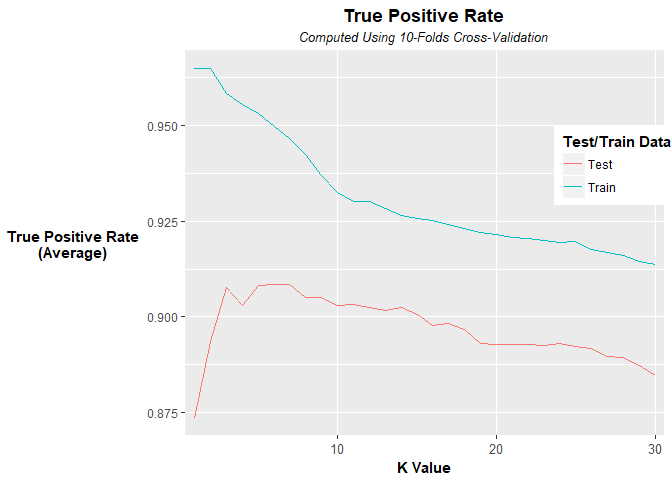 True Positive Rate
Computed Using 10-Folds Cross-Validation
0.950
0.925
0.900
0.875
True Positive Rate
(Average)
Test/Train Data
Test
Train
10
20
30
K Value